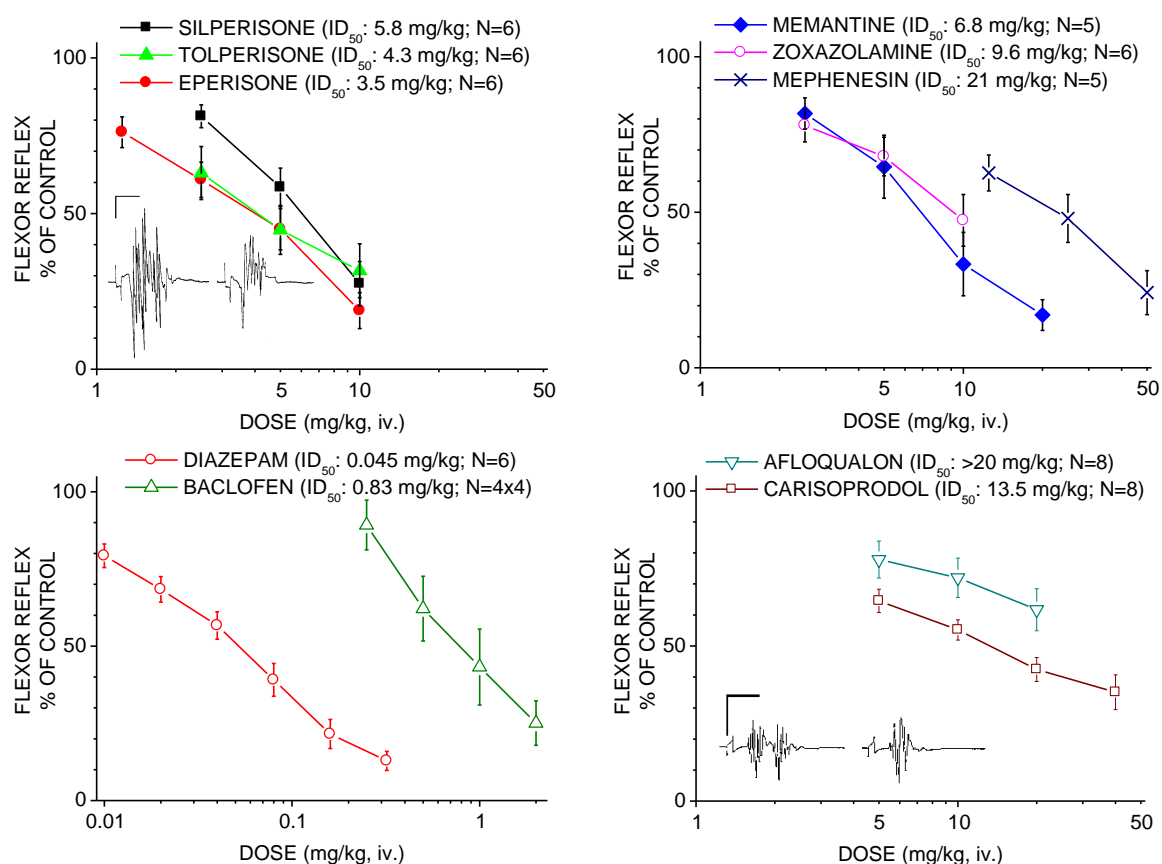 SILPERISONE (ID50: 5.8 mg/kg; N=6)
TOLPERISONE (ID50: 4.3 mg/kg; N=6)
EPERISONE (ID50: 3.5 mg/kg; N=6)
100
50
0
FLEXOR REFLEX
% OF CONTROL
1 5 10 50
DOSE (mg/kg, iv.)
MEMANTINE (ID50: 6.8 mg/kg; N=5)
ZOXAZOLAMINE (ID50: 9.6 mg/kg; N=6)
MEPHENESIN (ID50: 21 mg/kg; N=5)
100
50
0
FLEXOR REFLEX
% OF CONTROL
1 5 10 50
DOSE (mg/kg, iv.)
DIAZEPAM (ID50: 0.045 mg/kg; N=6)
BACLOFEN (ID50: 0.83 mg/kg; N=4x4)
100
50
0
FLEXOR REFLEX
% OF CONTROL
0.01 0.1 1
DOSE (mg/kg, iv.)
AFLOQUALON (ID50: >20 mg/kg; N=8)
CARISOPRODOL (ID50: 13.5 mg/kg; N=8)
100
50
0
FLEXOR REFLEX
% OF CONTROL
1 5 10 50
DOSE (mg/kg, iv.)